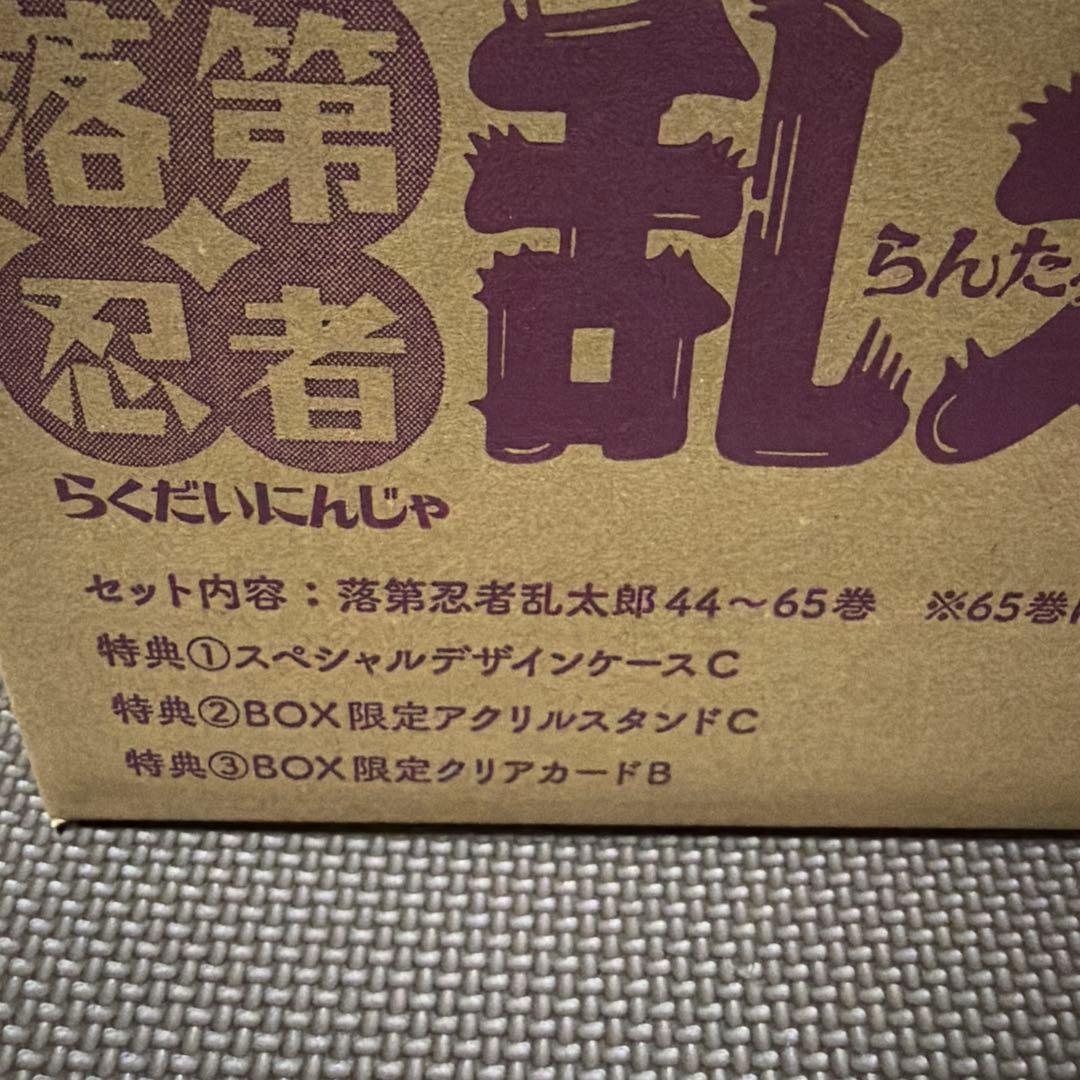 落第
忍者
らくだいにんじゃ
乱
らんた
セット内容：落第忍者乱太郎44～65巻　※65巻
特典①スペシャルデザインケースC
特典②BOX限定アクリルスタンドC
特典③BOX限定クリアカードB